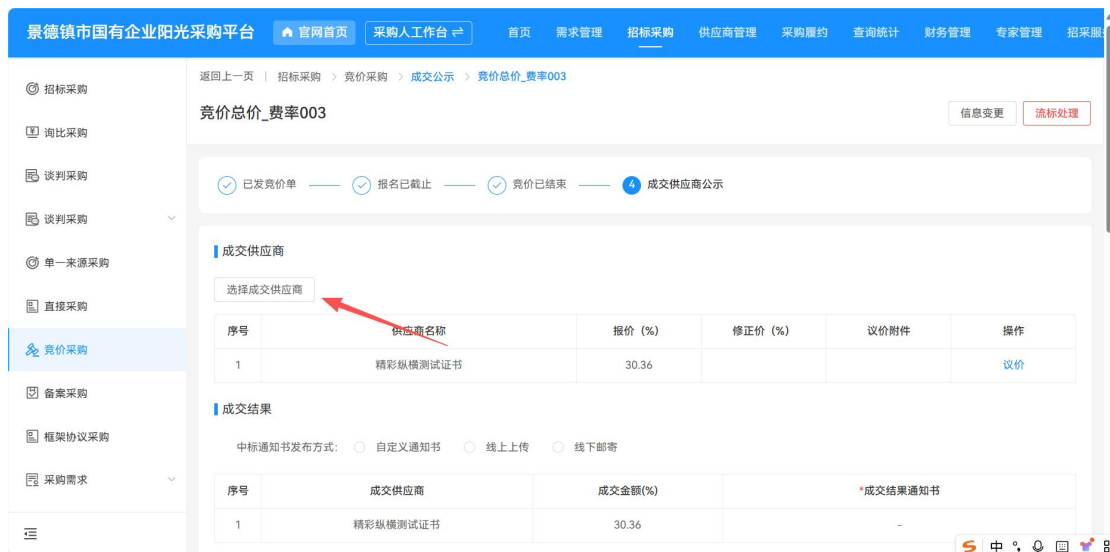 景德镇市国有企业阳光采购平台 官网首页 采购人工作台 首页 需求管理 招标采购 供应商管理 采购履约 查询统计 财务管理 专家管理 招采服
招标采购
询比采购
谈判采购
谈判采购
单一来源采购
直接采购
竞价采购
备案采购
框架协议采购
采购需求
返回上一页 | 招标采购 > 竞价采购 > 成交公示 > 竞价总价_费率003
竞价总价_费率003
信息变更 流标处理
已发竞价单 报名已截止 竞价已结束 4 成交供应商公示
成交供应商
选择成交供应商
序号 供应商名称 报价（%） 修正价（%） 议价附件 操作
1 精彩纵横测试证书 30.36 议价
成交结果
中标通知书发布方式: 自定义通知书 线上上传 线下邮寄
序号 成交供应商 成交金额(%) *成交结果通知书
1 精彩纵横测试证书 30.36 -
中